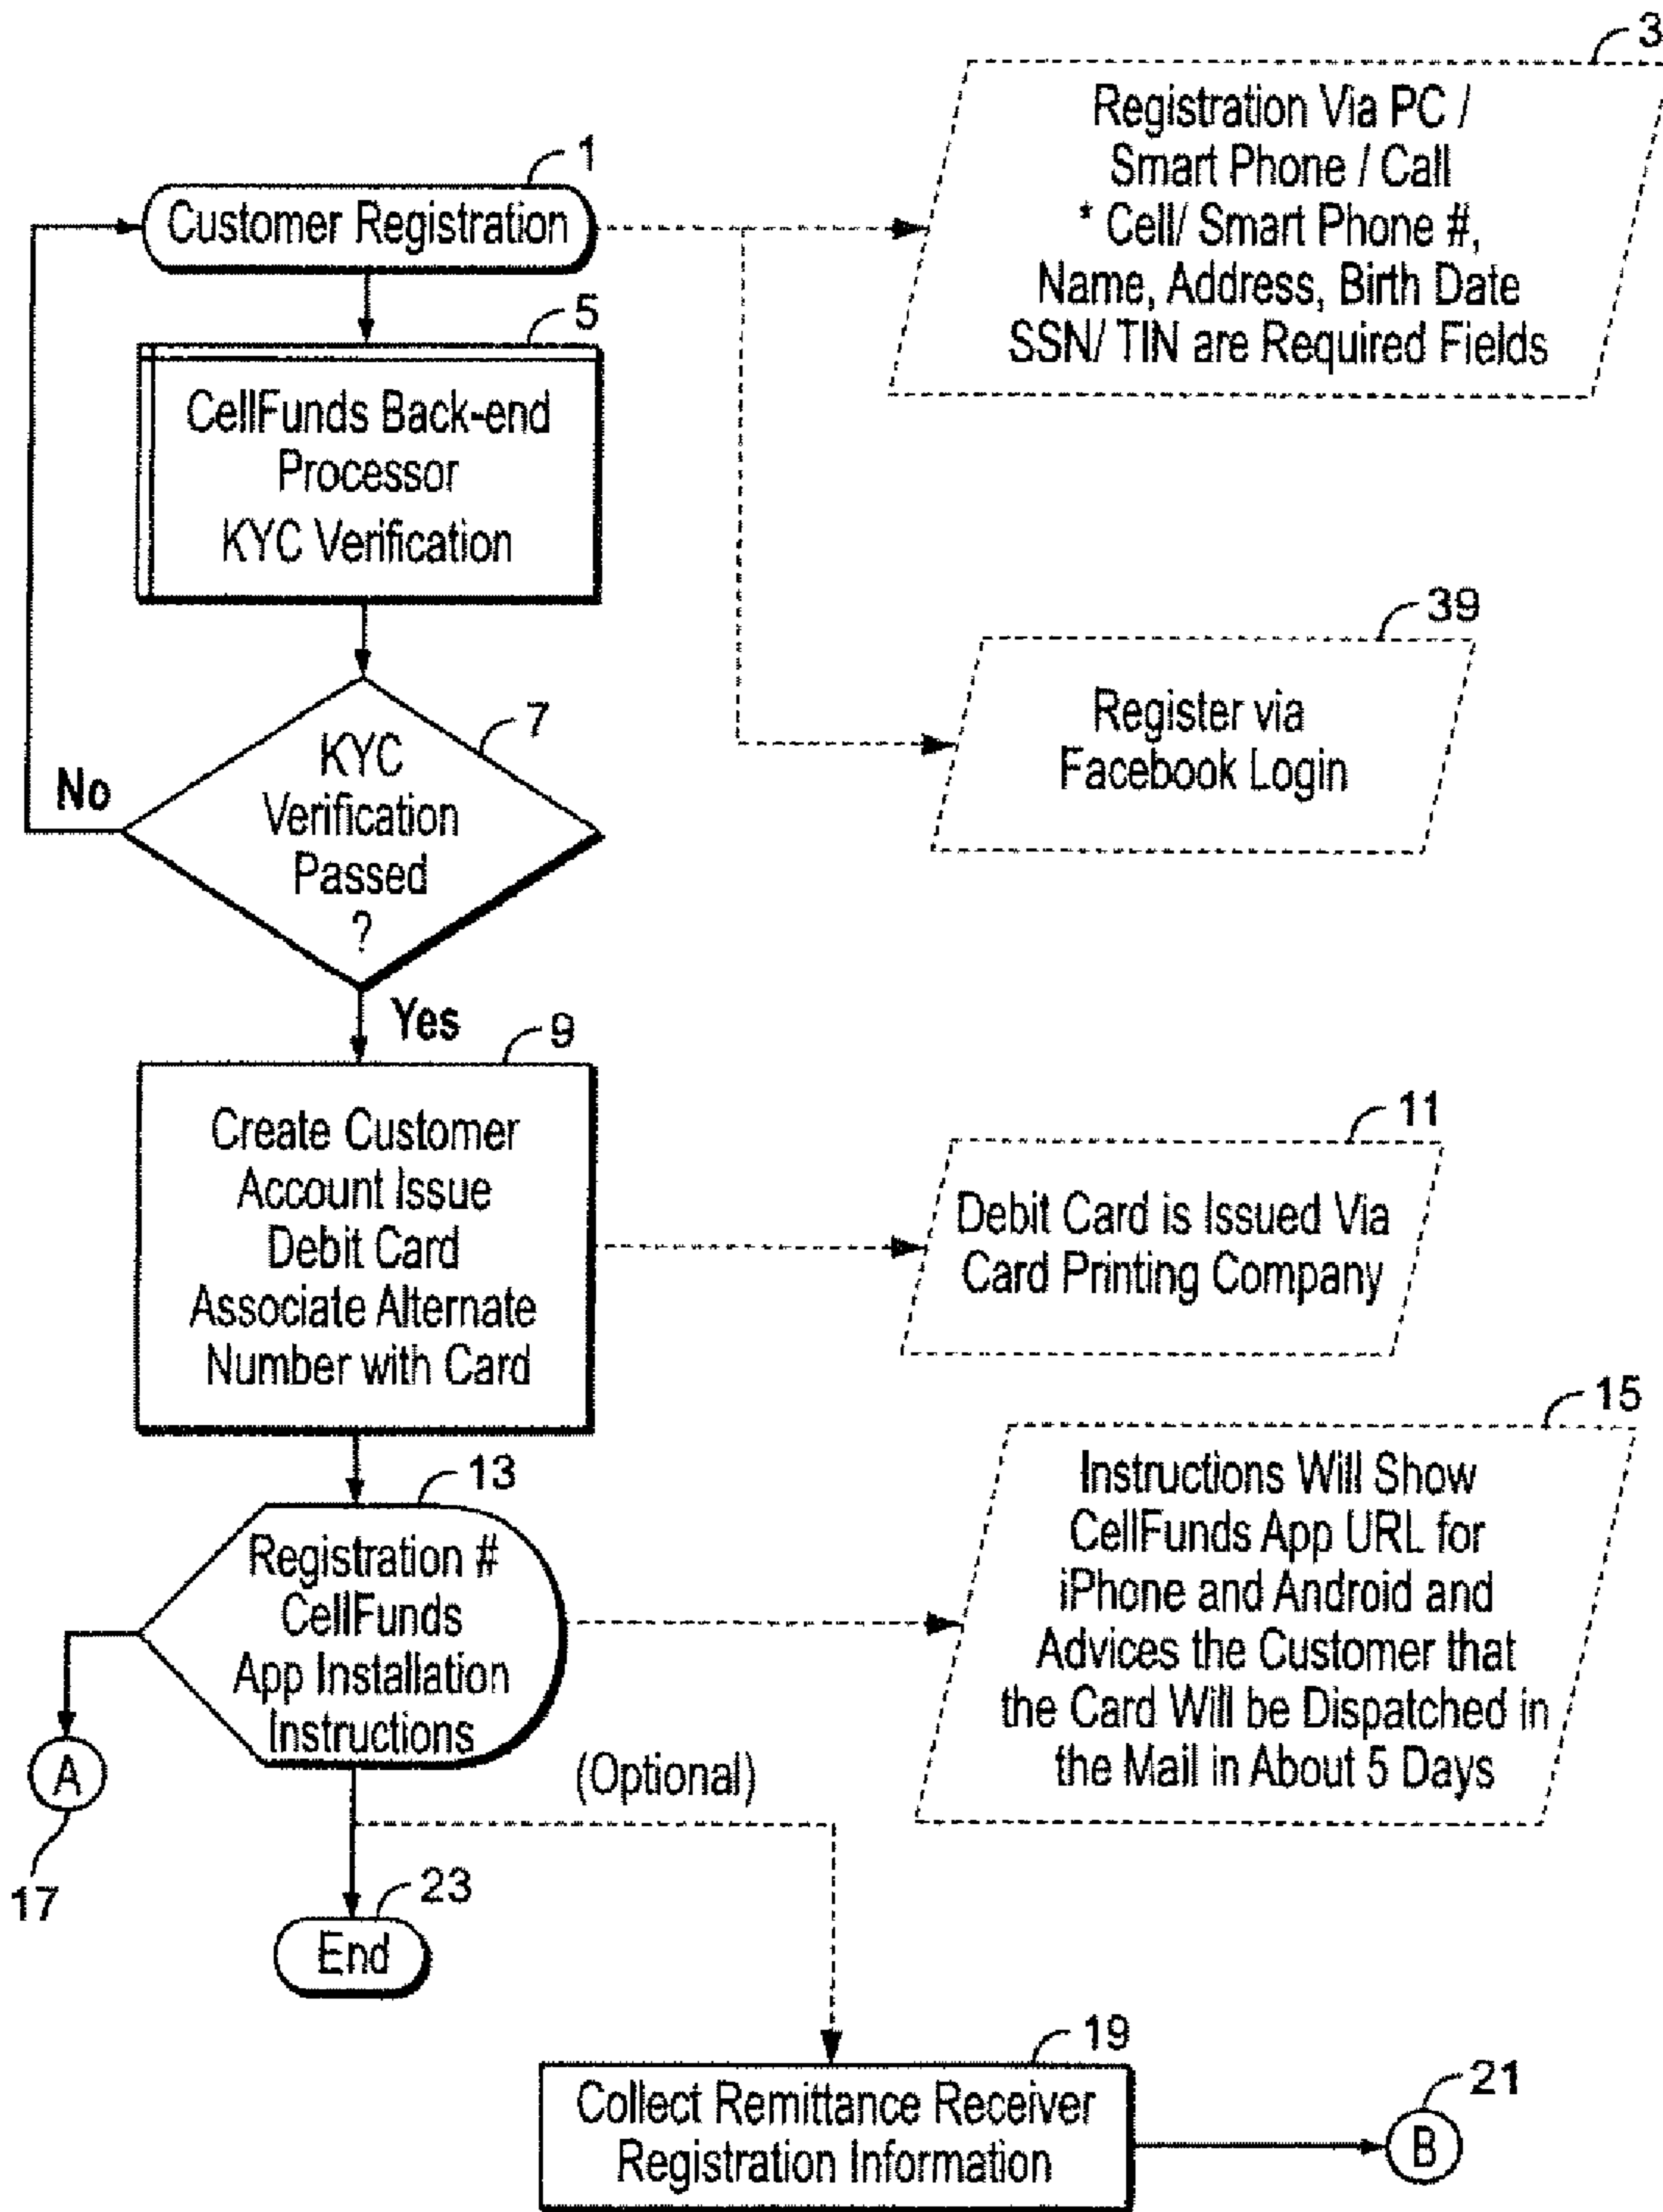 3
Registration Via PC /
Smart Phone / Call
* Cell/ Smart Phone #,
Name, Address, Birth Date
SSN/ TIN are Required Fields
1
Customer Registration
5
CellFunds Back-end
Processor
KYC Verification
39
Register via
Facebook Login
7
KYC
Verification
Passed
?
No
Yes
9
Create Customer
Account Issue
Debit Card
Associate Alternate
Number with Card
11
Debit Card is Issued Via
Card Printing Company
13
Registration #
CellFunds
App Installation
Instructions
15
Instructions Will Show
CellFunds App URL for
iPhone and Android and
Advices the Customer that
the Card Will be Dispatched in
the Mail in About 5 Days
A
17
(Optional)
23
End
19
Collect Remittance Receiver
Registration Information
21
B